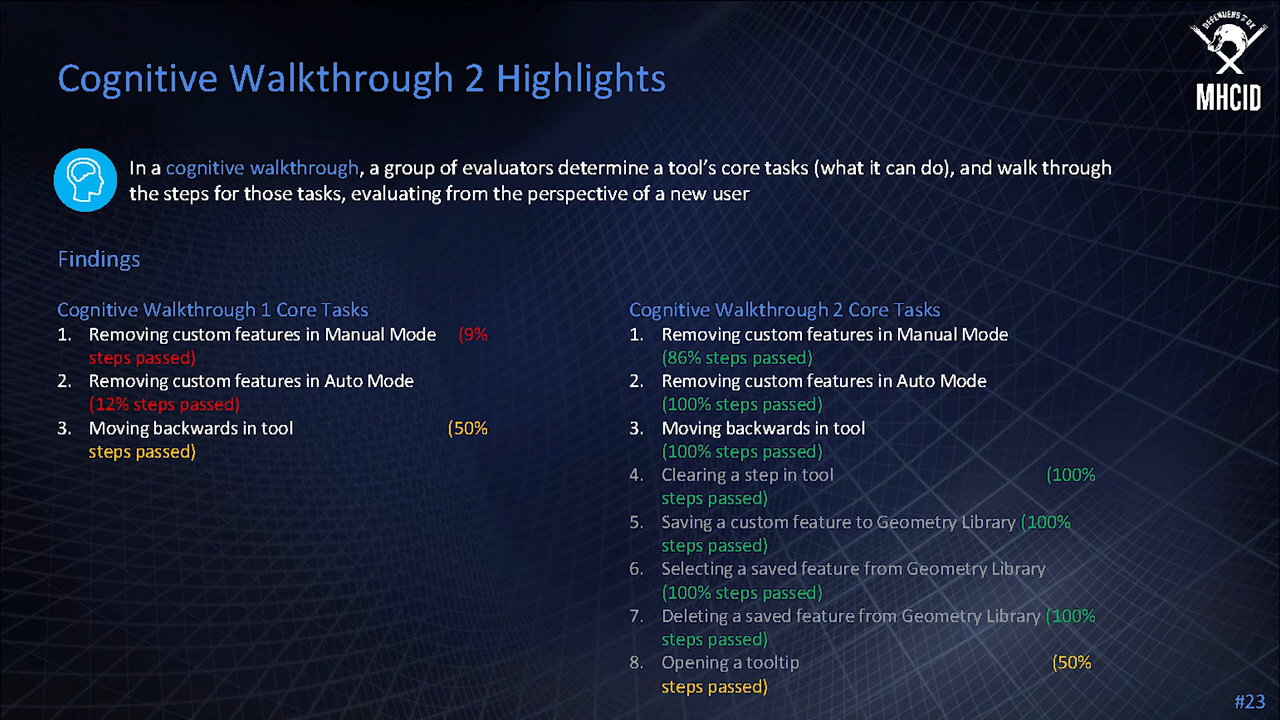 DEFENDERS OF UX
MHCID
Cognitive Walkthrough 2 Highlights
In a cognitive walkthrough, a group of evaluators determine a tool's core tasks (what it can do), and walk through
the steps for those tasks, evaluating from the perspective of a new user
Findings
Cognitive Walkthrough 1 Core Tasks
1. Removing custom features in Manual Mode (9%
steps passed)
2. Removing custom features in Auto Mode
(12% steps passed)
3. Moving backwards in tool (50%
steps passed)
Cognitive Walkthrough 2 Core Tasks
1. Removing custom features in Manual Mode
(86% steps passed)
2. Removing custom features in Auto Mode
(100% steps passed)
3. Moving backwards in tool
(100% steps passed)
4. Clearing a step in tool (100%
steps passed)
5. Saving a custom feature to Geometry Library (100%
steps passed)
6. Selecting a saved feature from Geometry Library
(100% steps passed)
7. Deleting a saved feature from Geometry Library (100%
steps passed)
8. Opening a tooltip (50%
steps passed)
#23